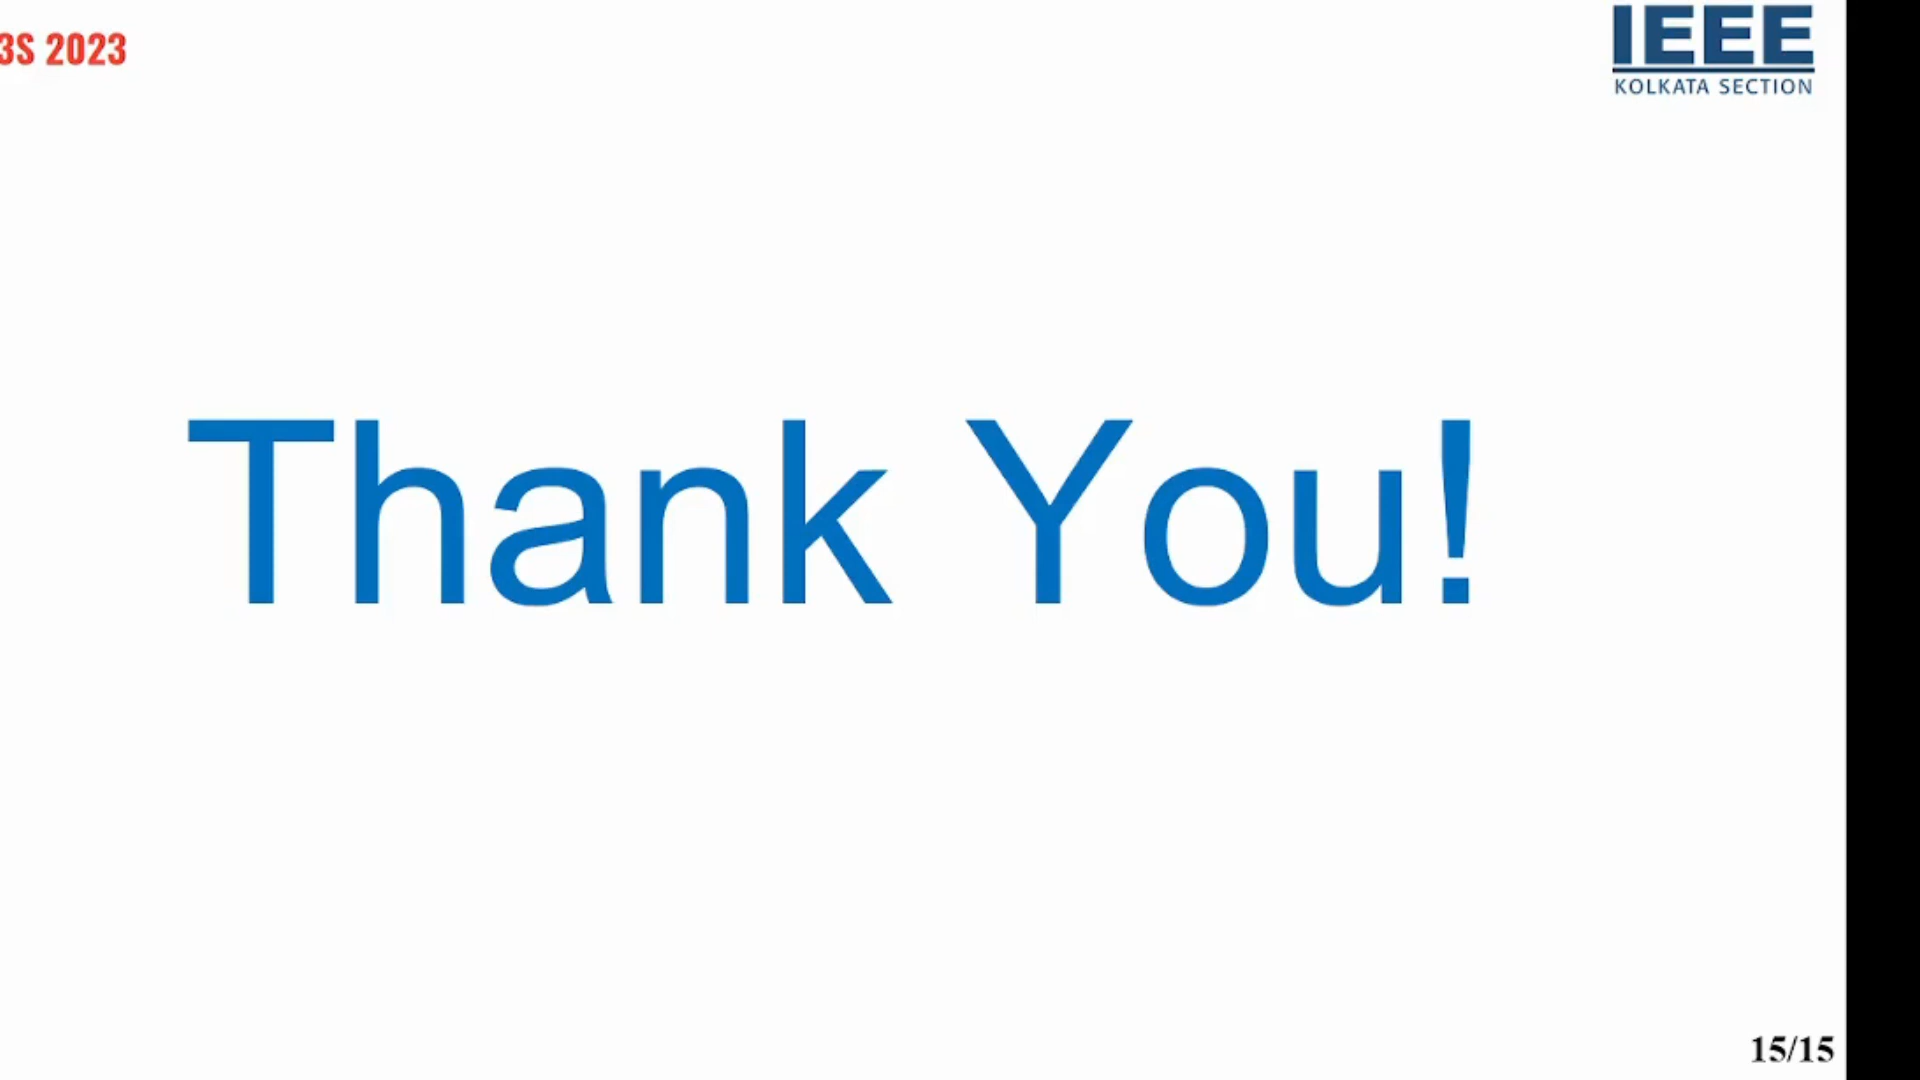 3S 2023
IEEE
KOLKATA SECTION
Thank You!
15/15